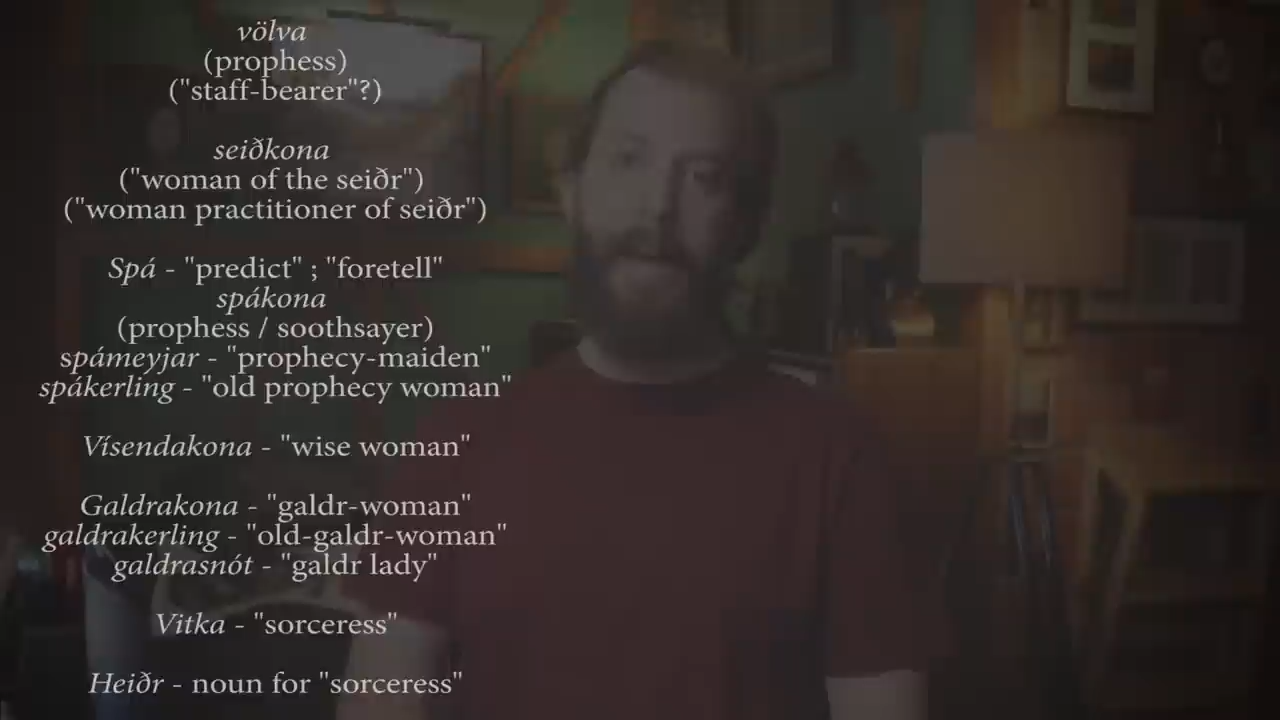 völva
(prophess)
("staff-bearer"?)
seiðkona
("woman of the seiðr")
("woman practitioner of seiðr")
Spá - "predict" ; "foretell"
spákona
(prophess / soothsayer)
spámeyjar - "prophecy-maiden"
spákerling - "old prophecy woman"
Vísendakona - "wise woman"
Galdrakona - "galdr-woman"
galdrakerling - "old-galdr-woman"
galdrasnót - "galdr lady"
Vitka - "sorceress"
Heiðr - noun for "sorceress"